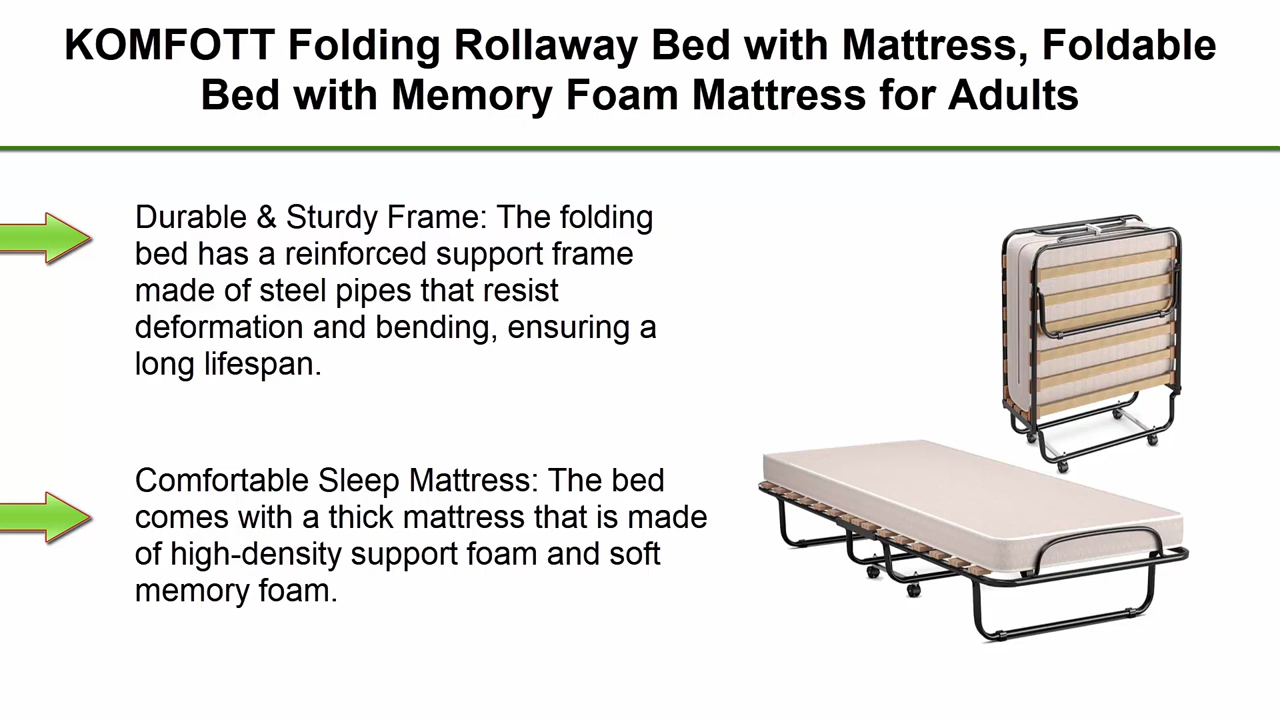 KOMFOTT Folding Rollaway Bed with Mattress, Foldable
Bed with Memory Foam Mattress for Adults
Durable & Sturdy Frame: The folding
bed has a reinforced support frame
made of steel pipes that resist
deformation and bending, ensuring a
long lifespan.
Comfortable Sleep Mattress: The bed
comes with a thick mattress that is made
of high-density support foam and soft
memory foam.